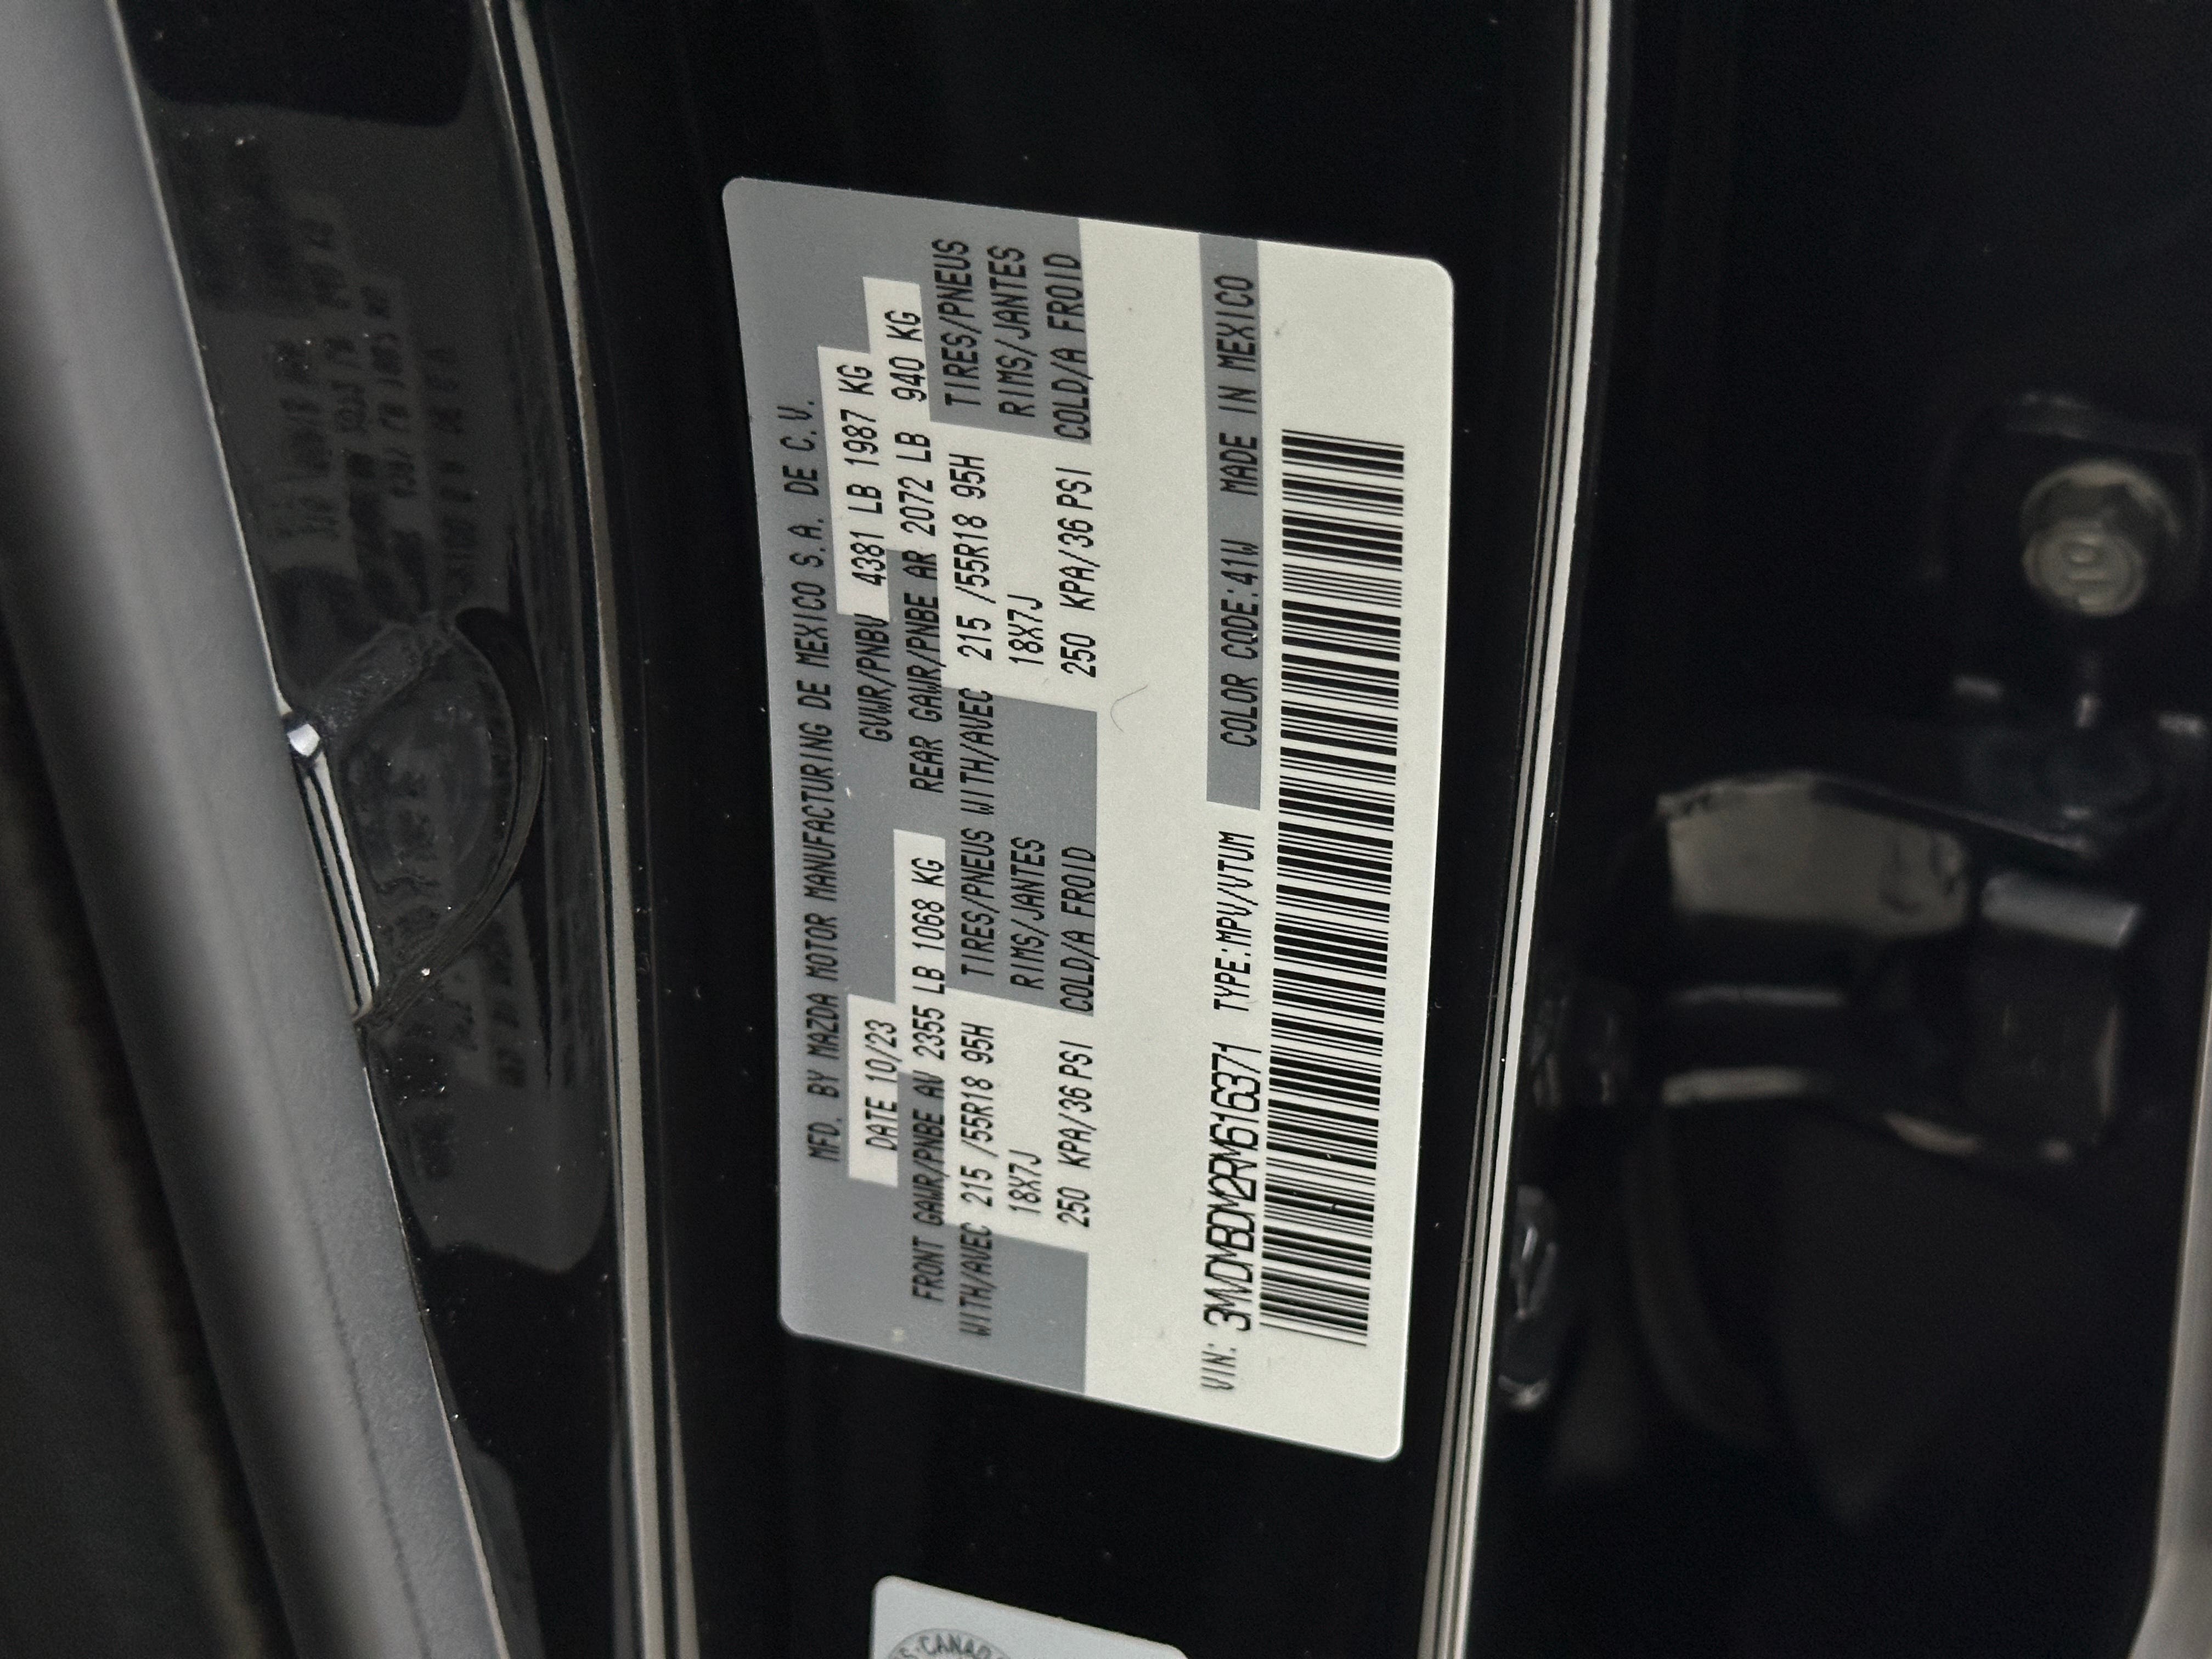 MFD. BY MAZDA MOTOR MANUFACTURING DE MEXICO S.A. DE C.V.
DATE 10/23 GVWR/PNBV 4381 LB 1987 KG
FRONT GAWR/PNBE AV 2355 LB 1068 KG REAR GAWR/PNBE AR 2072 LB 940 KG
WITH/AVEC 215 /55R18 95H TIRES/PNEUS WITH/AVEC 215 /55R18 95H TIRES/PNEUS
18X7J RIMS/JANTES 18X7J RIMS/JANTES
250 KPA/36 PSI COLD/A FROID 250 KPA/36 PSI COLD/A FROID
VIN: 3MVDMBDM2RM616371 TYPE:MPV/VTUM COLOR CODE:41W MADE IN MEXICO
CANADA